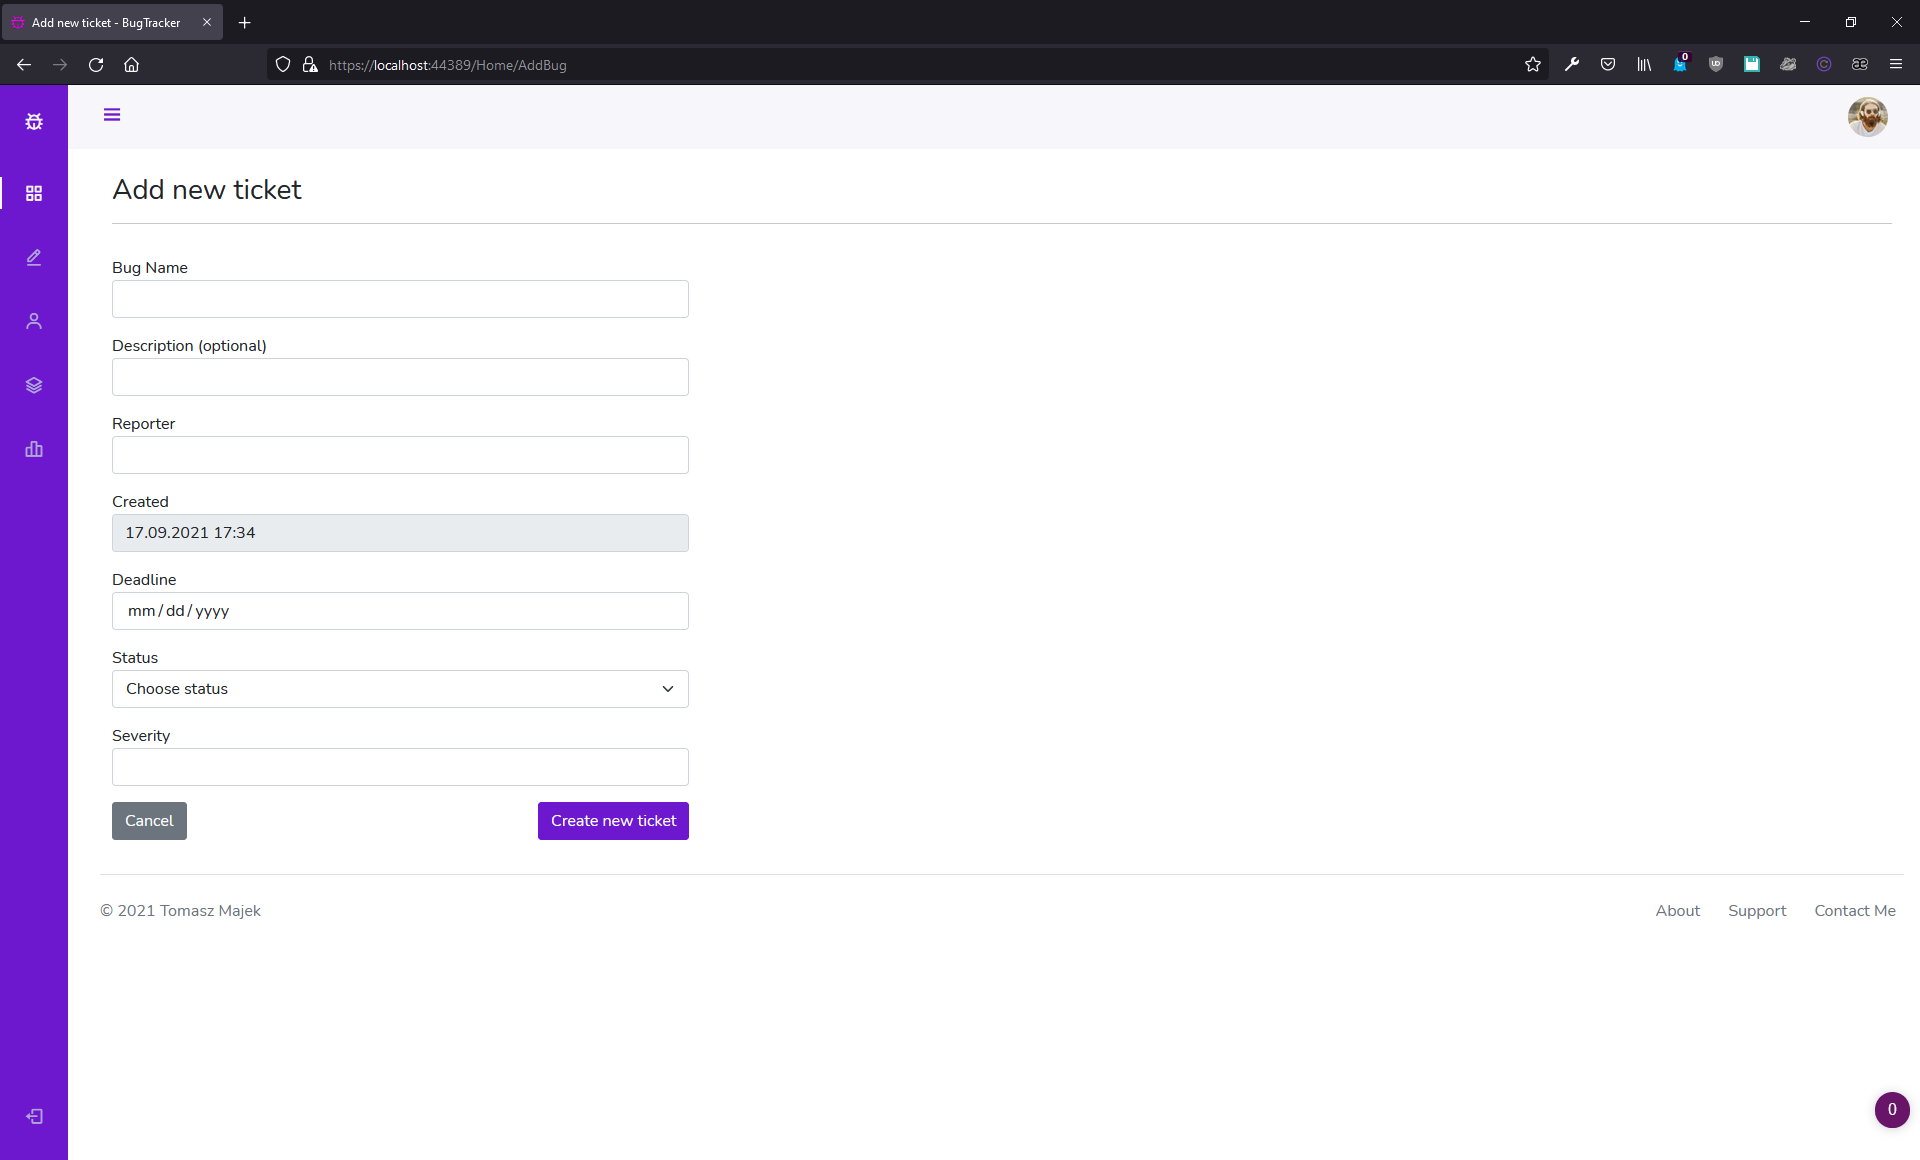 Add new ticket - BugTracker
https://localhost:44389/Home/AddBug
0
Add new ticket
Bug Name
Description (optional)
Reporter
Created
17.09.2021 17:34
Deadline
mm/dd/yyyy
Status
Choose status
Severity
Cancel
Create new ticket
© 2021 Tomasz Majek
About
Support
Contact Me
0